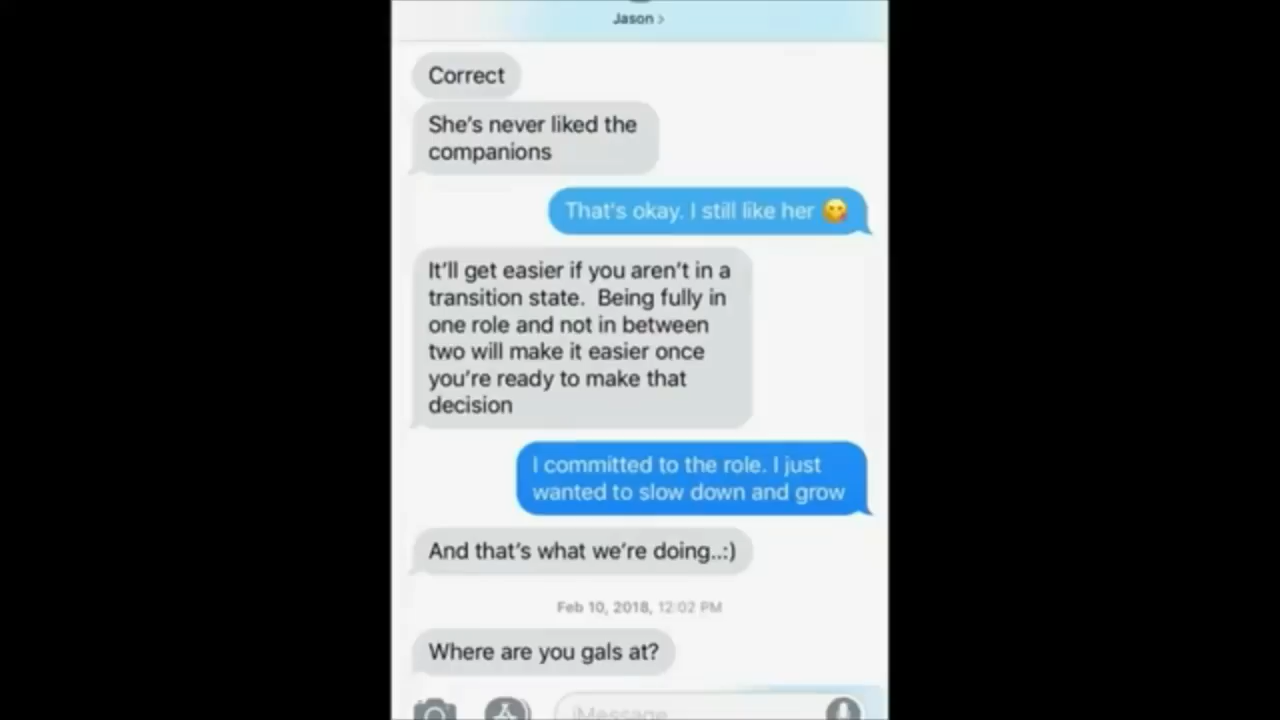 Jason >
Correct
She's never liked the
companions
That's okay. I still like her 😋
It'll get easier if you aren't in a
transition state.  Being fully in
one role and not in between
two will make it easier once
you're ready to make that
decision
I committed to the role. I just
wanted to slow down and grow
And that's what we're doing..:)
Feb 10, 2018, 12:02 PM
Where are you gals at?
iMessage